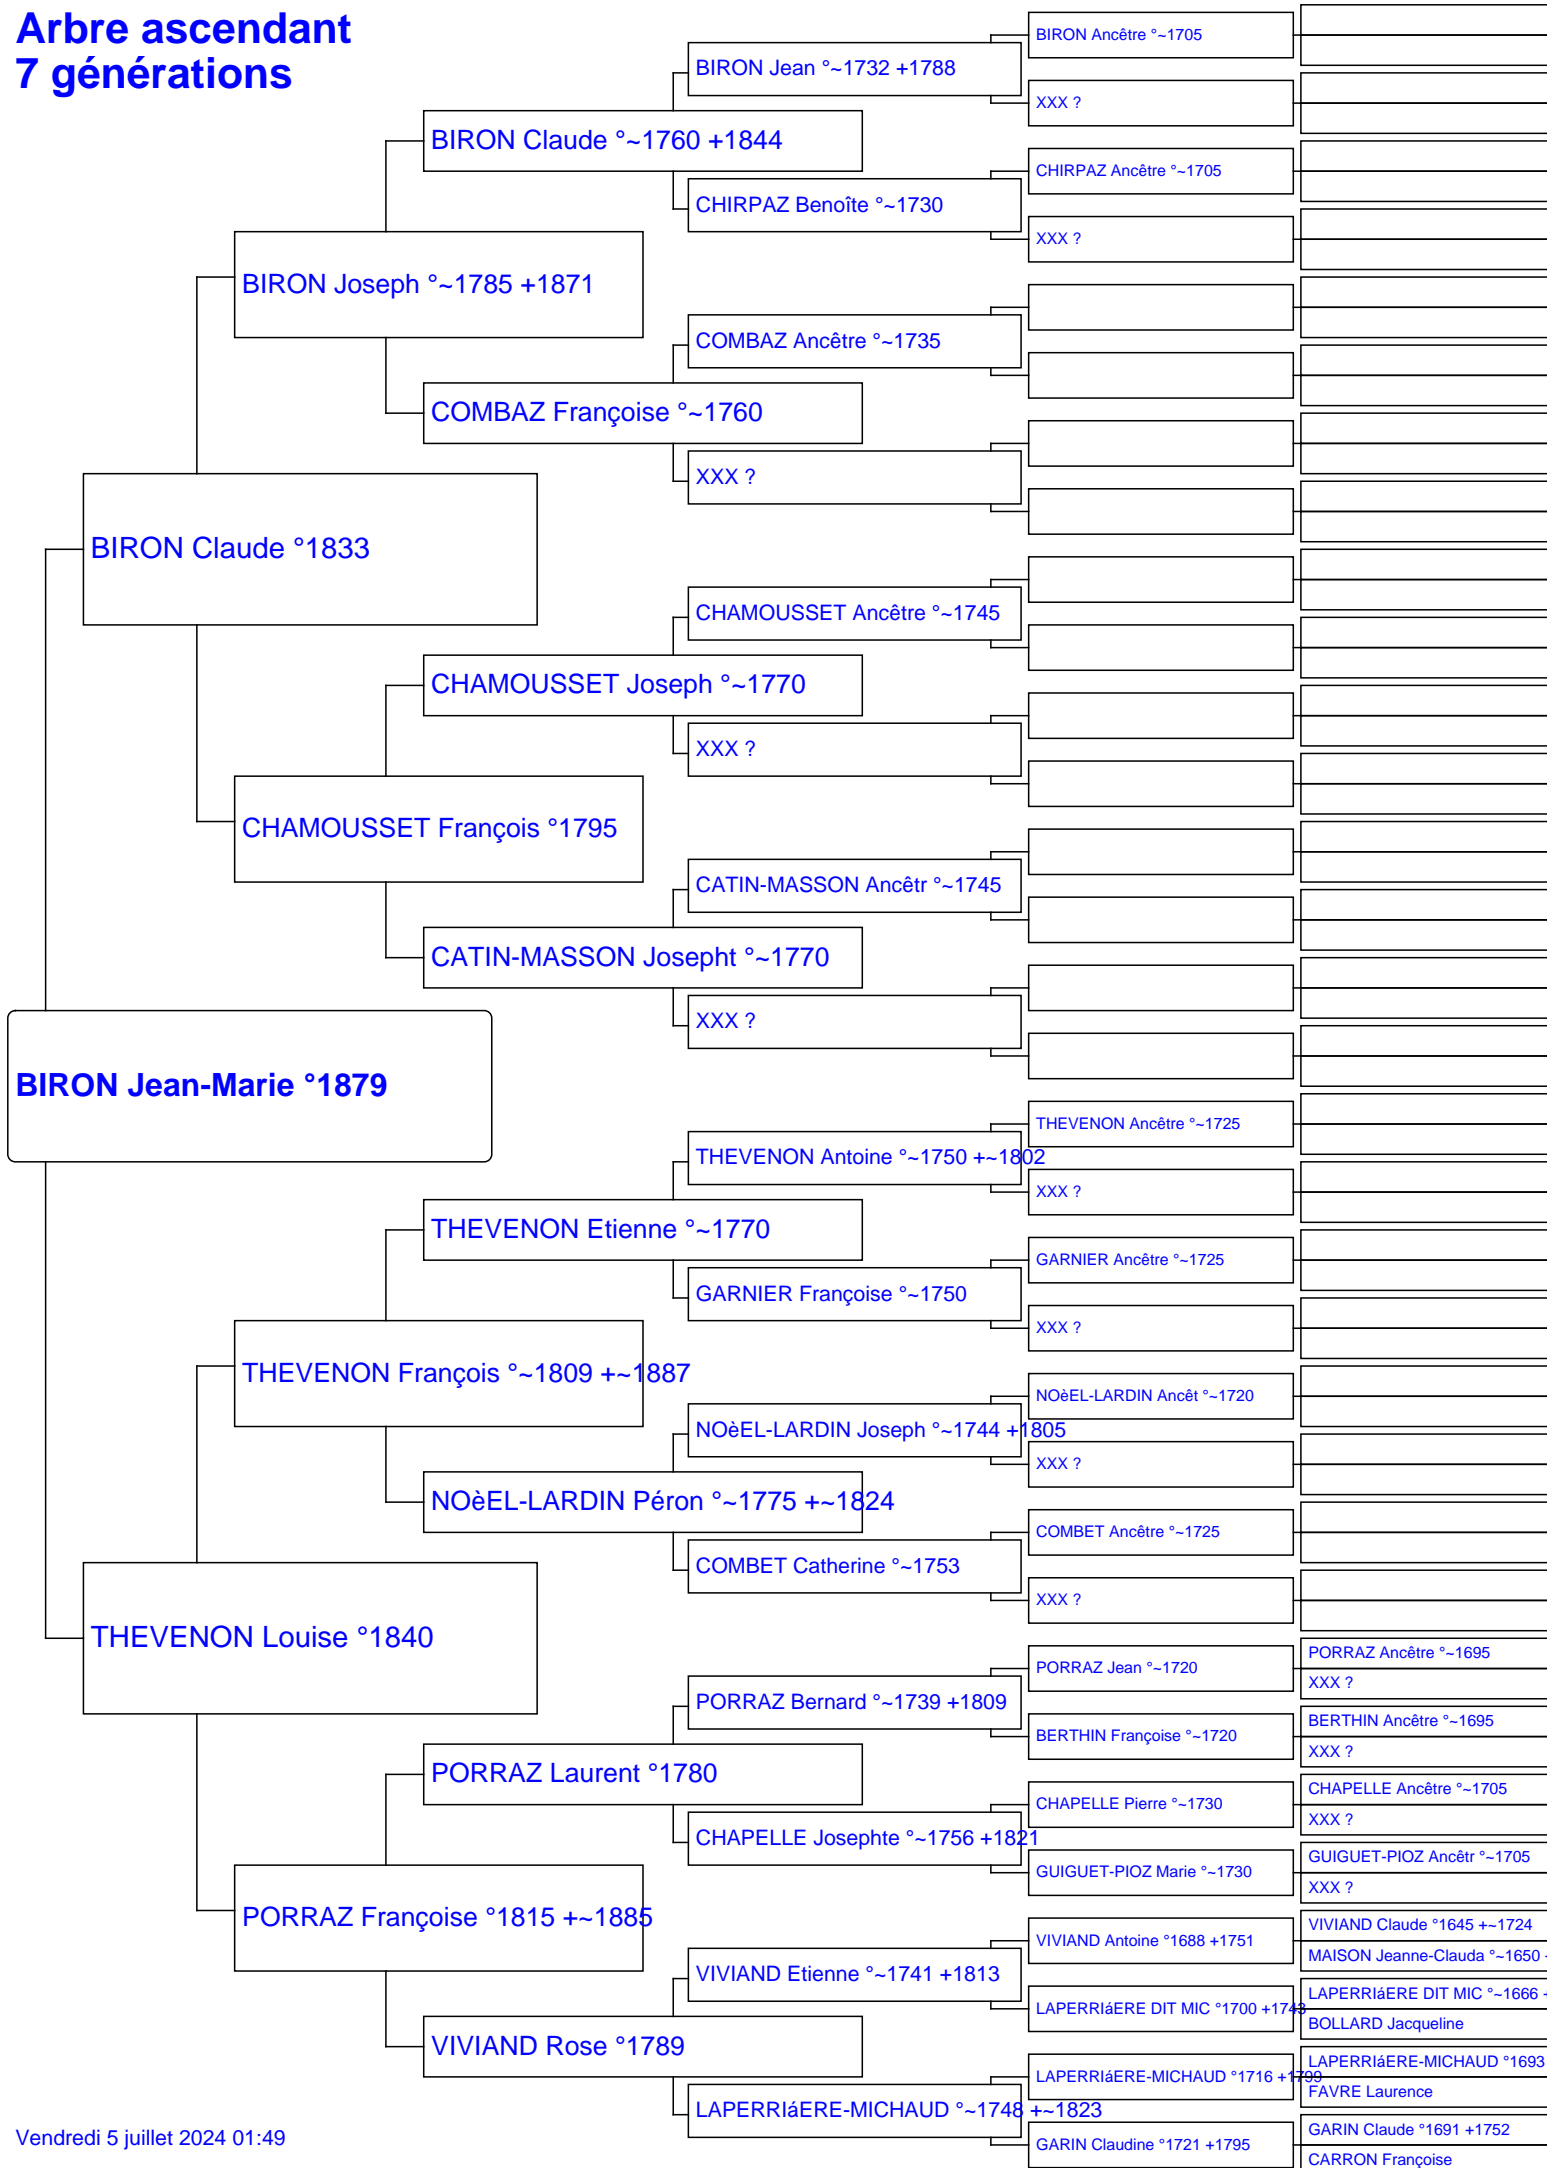 Arbre ascendant
7 générations
BIRON Ancêtre °~1705
BIRON Jean °~1732 +1788
XXX ?
BIRON Claude °~1760 +1844
CHIRPAZ Ancêtre °~1705
CHIRPAZ Benoîte °~1730
XXX ?
BIRON Joseph °~1785 +1871
COMBAZ Ancêtre °~1735
COMBAZ Françoise °~1760
XXX ?
BIRON Claude °1833
CHAMOUSSET Ancêtre °~1745
CHAMOUSSET Joseph °~1770
XXX ?
CHAMOUSSET François °1795
CATIN-MASSON Ancêtr °~1745
CATIN-MASSON Josepht °~1770
XXX ?
BIRON Jean-Marie °1879
THEVENON Ancêtre °~1725
THEVENON Antoine °~1750 +~1802
XXX ?
THEVENON Etienne °~1770
GARNIER Ancêtre °~1725
GARNIER Françoise °~1750
XXX ?
THEVENON François °~1809 +~1887
NOèEL-LARDIN Ancêt °~1720
NOèEL-LARDIN Joseph °~1744 +1805
XXX ?
NOèEL-LARDIN Péron °~1775 +~1824
COMBET Ancêtre °~1725
COMBET Catherine °~1753
XXX ?
THEVENON Louise °1840
PORRAZ Ancêtre °~1695
PORRAZ Jean °~1720
XXX ?
PORRAZ Bernard °~1739 +1809
BERTHIN Ancêtre °~1695
BERTHIN Françoise °~1720
XXX ?
PORRAZ Laurent °1780
CHAPELLE Ancêtre °~1705
CHAPELLE Pierre °~1730
XXX ?
CHAPELLE Josephte °~1756 +1821
GUIGUET-PIOZ Ancêtr °~1705
GUIGUET-PIOZ Marie °~1730
XXX ?
PORRAZ Françoise °1815 +~1885
VIVIAND Claude °1645 +~1724
VIVIAND Antoine °1688 +1751
MAISON Jeanne-Clauda °~1650 +
VIVIAND Etienne °~1741 +1813
LAPERRIáERE DIT MIC °~1666 +
LAPERRIáERE DIT MIC °1700 +1743
BOLLARD Jacqueline
VIVIAND Rose °1789
LAPERRIáERE-MICHAUD °1693
LAPERRIáERE-MICHAUD °1716 +1799
FAVRE Laurence
LAPERRIáERE-MICHAUD °~1748 +~1823
GARIN Claude °1691 +1752
GARIN Claudine °1721 +1795
CARRON Françoise
Vendredi 5 juillet 2024 01:49